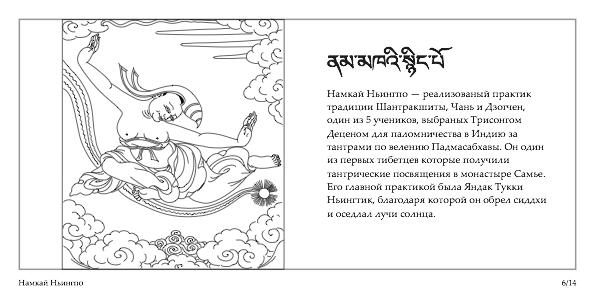 ནམ་མཁའི་སྙིང་པོ
Намкай Ньингпо — реализованый практик
традиции Шантракшиты, Чань и Дзогчен,
один из 5 учеников, выбраных Трисонгом
Деценом для паломничества в Индию за
тантрами по велению Падмасабхавы. Он один
из первых тибетцев которые получили
тантрические посвящения в монастыре Самье.
Его главной практикой была Яндак Тукки
Ньингтик, благодаря которой он обрел сиддхи
и оседлал лучи солнца.
Намкай Ньингпо
6/14